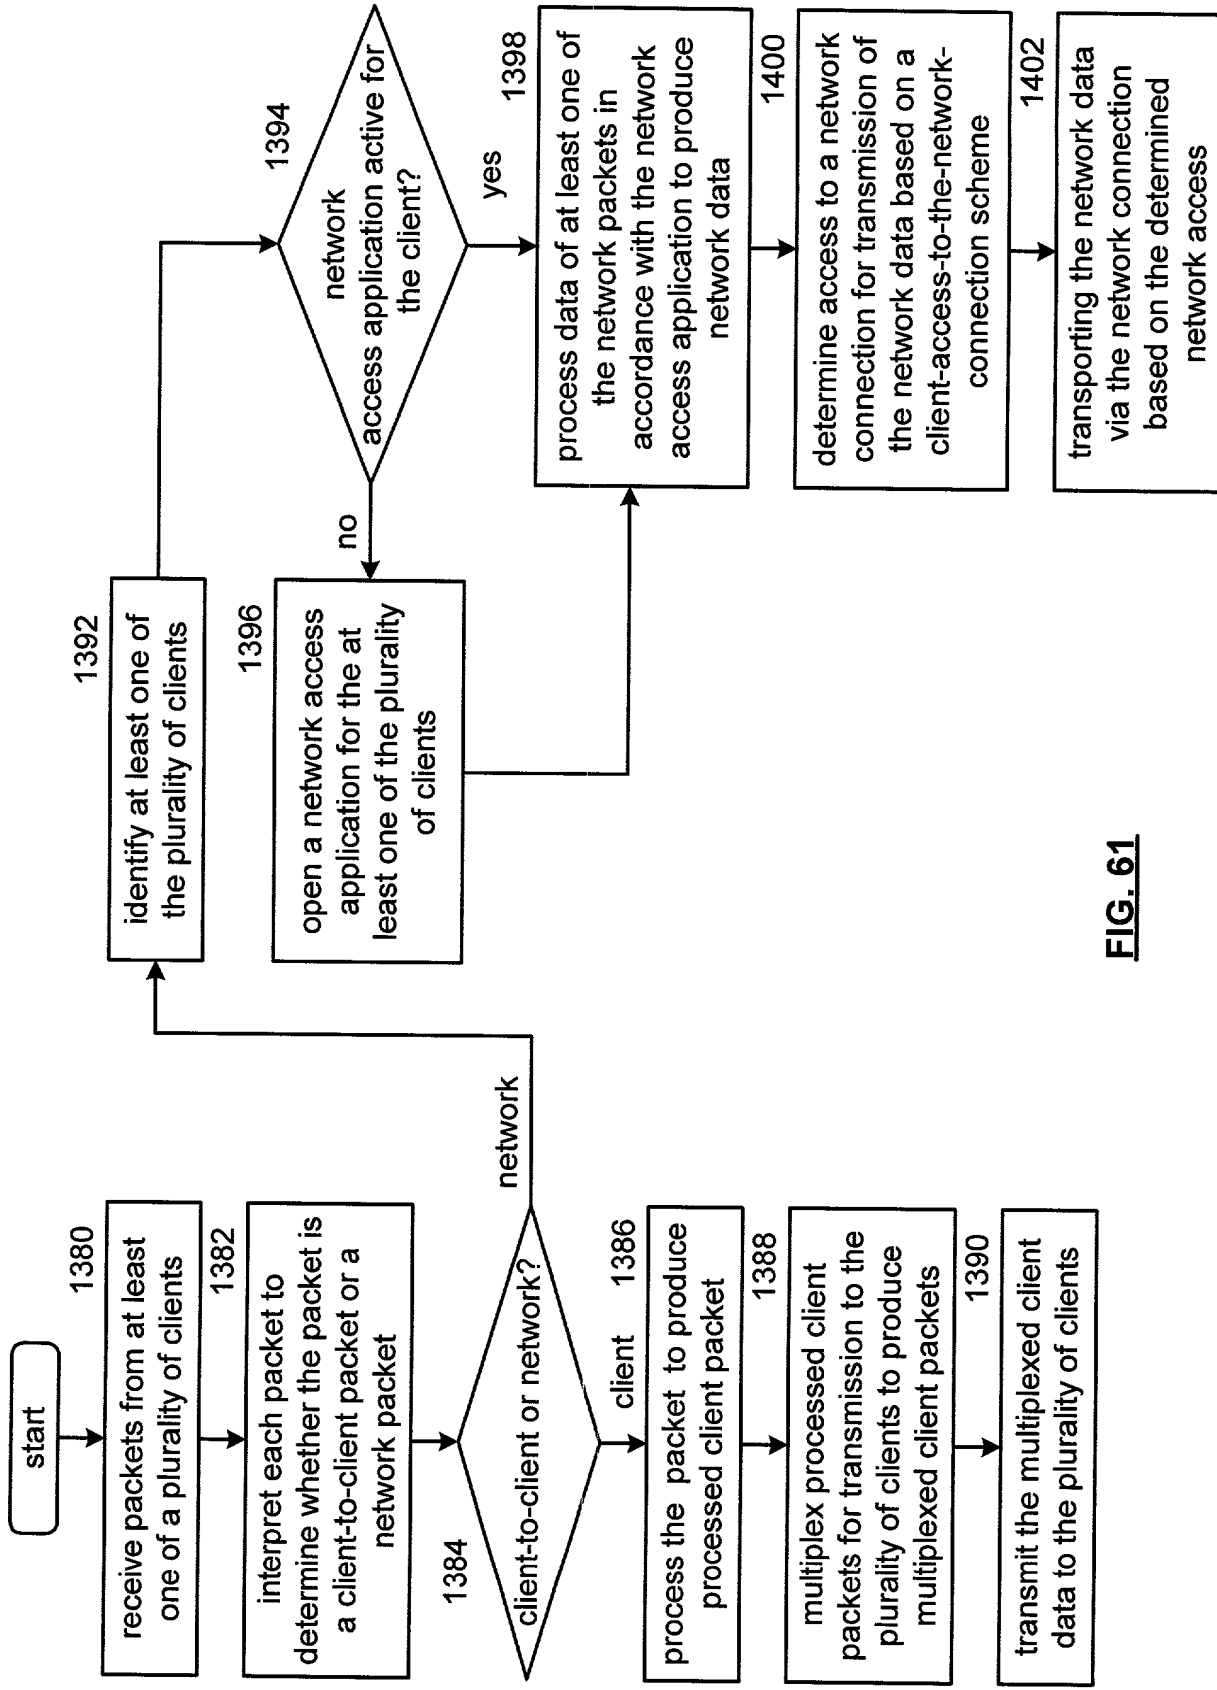 start
1380
receive packets from at least
one of a plurality of clients
1382
interpret each packet to
determine whether the packet is
a client-to-client packet or a
network packet
1384
client-to-client or network?
network
client
1386
process the packet to produce
processed client packet
1388
multiplex processed client
packets for transmission to the
plurality of clients to produce
multiplexed client packets
1390
transmit the multiplexed client
data to the plurality of clients
1392
identify at least one of
the plurality of clients
1394
network
access application active for
the client?
no
yes
1396
open a network access
application for the at
least one of the plurality
of clients
1398
process data of at least one of
the network packets in
accordance with the network
access application to produce
network data
1400
determine access to a network
connection for transmission of
the network data based on a
client-access-to-the-network-
connection scheme
1402
transporting the network data
via the network connection
based on the determined
network access
FIG. 61